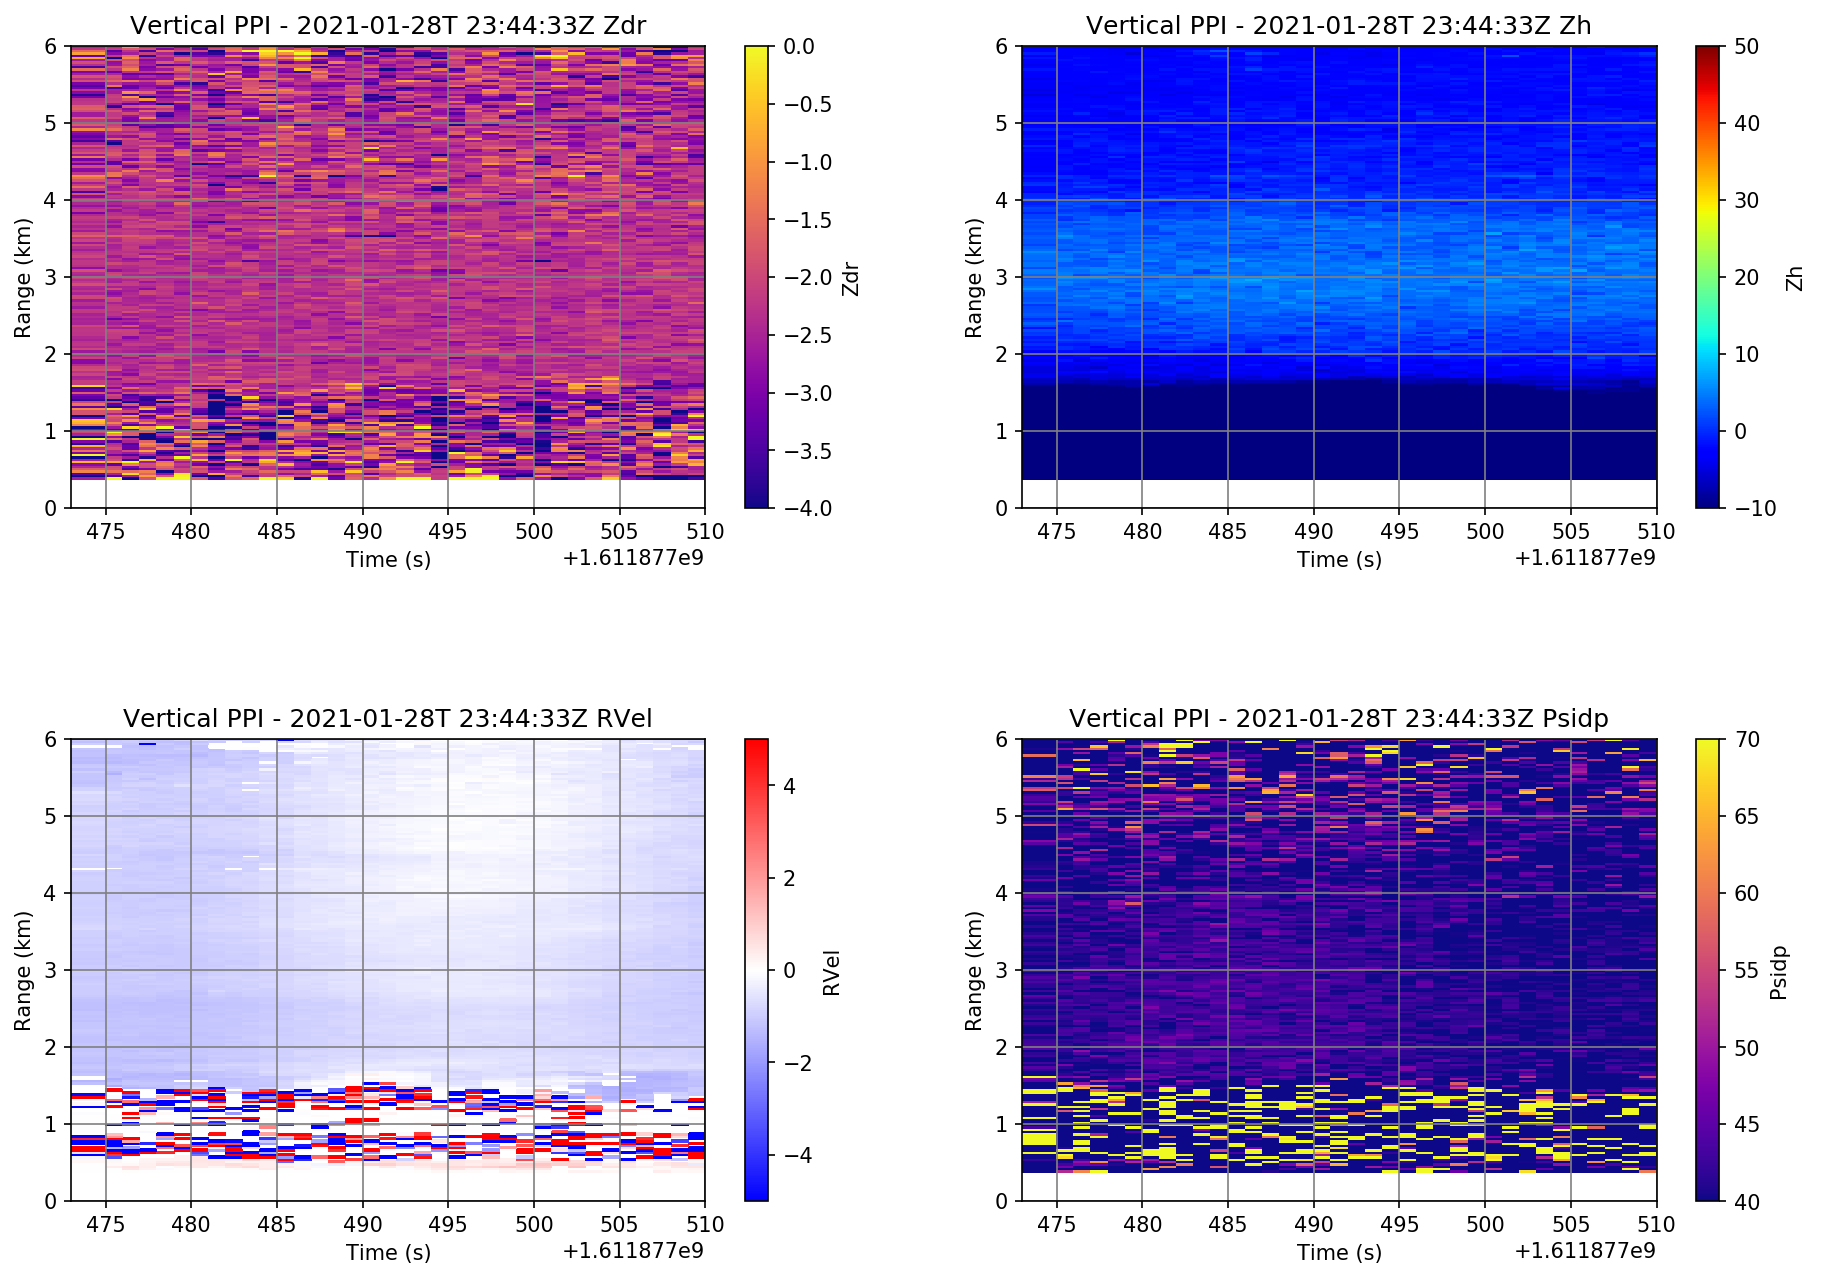 Vertical PPI - 2021-01-28T 23:44:33Z Zdr
6
5
4
3
2
1
0
Range (km)
475 480 485 490 495 500 505 510
Time (s)
+1.611877e9
0.0
−0.5
−1.0
−1.5
−2.0
−2.5
−3.0
−3.5
−4.0
Zdr
Vertical PPI - 2021-01-28T 23:44:33Z Zh
6
5
4
3
2
1
0
Range (km)
475 480 485 490 495 500 505 510
Time (s)
+1.611877e9
50
40
30
20
10
0
−10
Zh
Vertical PPI - 2021-01-28T 23:44:33Z RVel
6
5
4
3
2
1
0
Range (km)
475 480 485 490 495 500 505 510
Time (s)
+1.611877e9
4
2
0
−2
−4
RVel
Vertical PPI - 2021-01-28T 23:44:33Z Psidp
6
5
4
3
2
1
0
Range (km)
475 480 485 490 495 500 505 510
Time (s)
+1.611877e9
70
65
60
55
50
45
40
Psidp